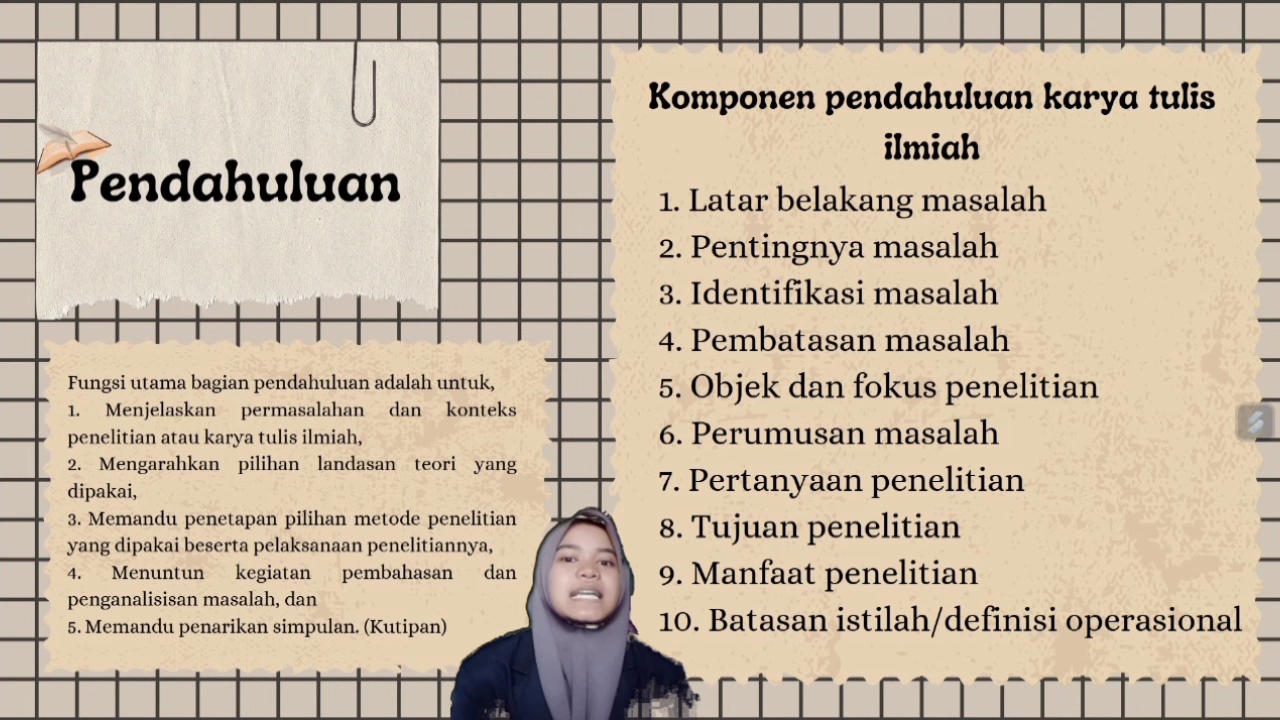 Pendahuluan
Fungsi utama bagian pendahuluan adalah untuk,
1. Menjelaskan permasalahan dan konteks
penelitian atau karya tulis ilmiah,
2. Mengarahkan pilihan landasan teori yang
dipakai,
3. Memandu penetapan pilihan metode penelitian
yang dipakai beserta pelaksanaan penelitiannya,
4. Menuntun kegiatan pembahasan dan
penganalisisan masalah, dan
5. Memandu penarikan simpulan. (Kutipan)
Komponen pendahuluan karya tulis
ilmiah
1. Latar belakang masalah
2. Pentingnya masalah
3. Identifikasi masalah
4. Pembatasan masalah
5. Objek dan fokus penelitian
6. Perumusan masalah
7. Pertanyaan penelitian
8. Tujuan penelitian
9. Manfaat penelitian
10. Batasan istilah/definisi operasional